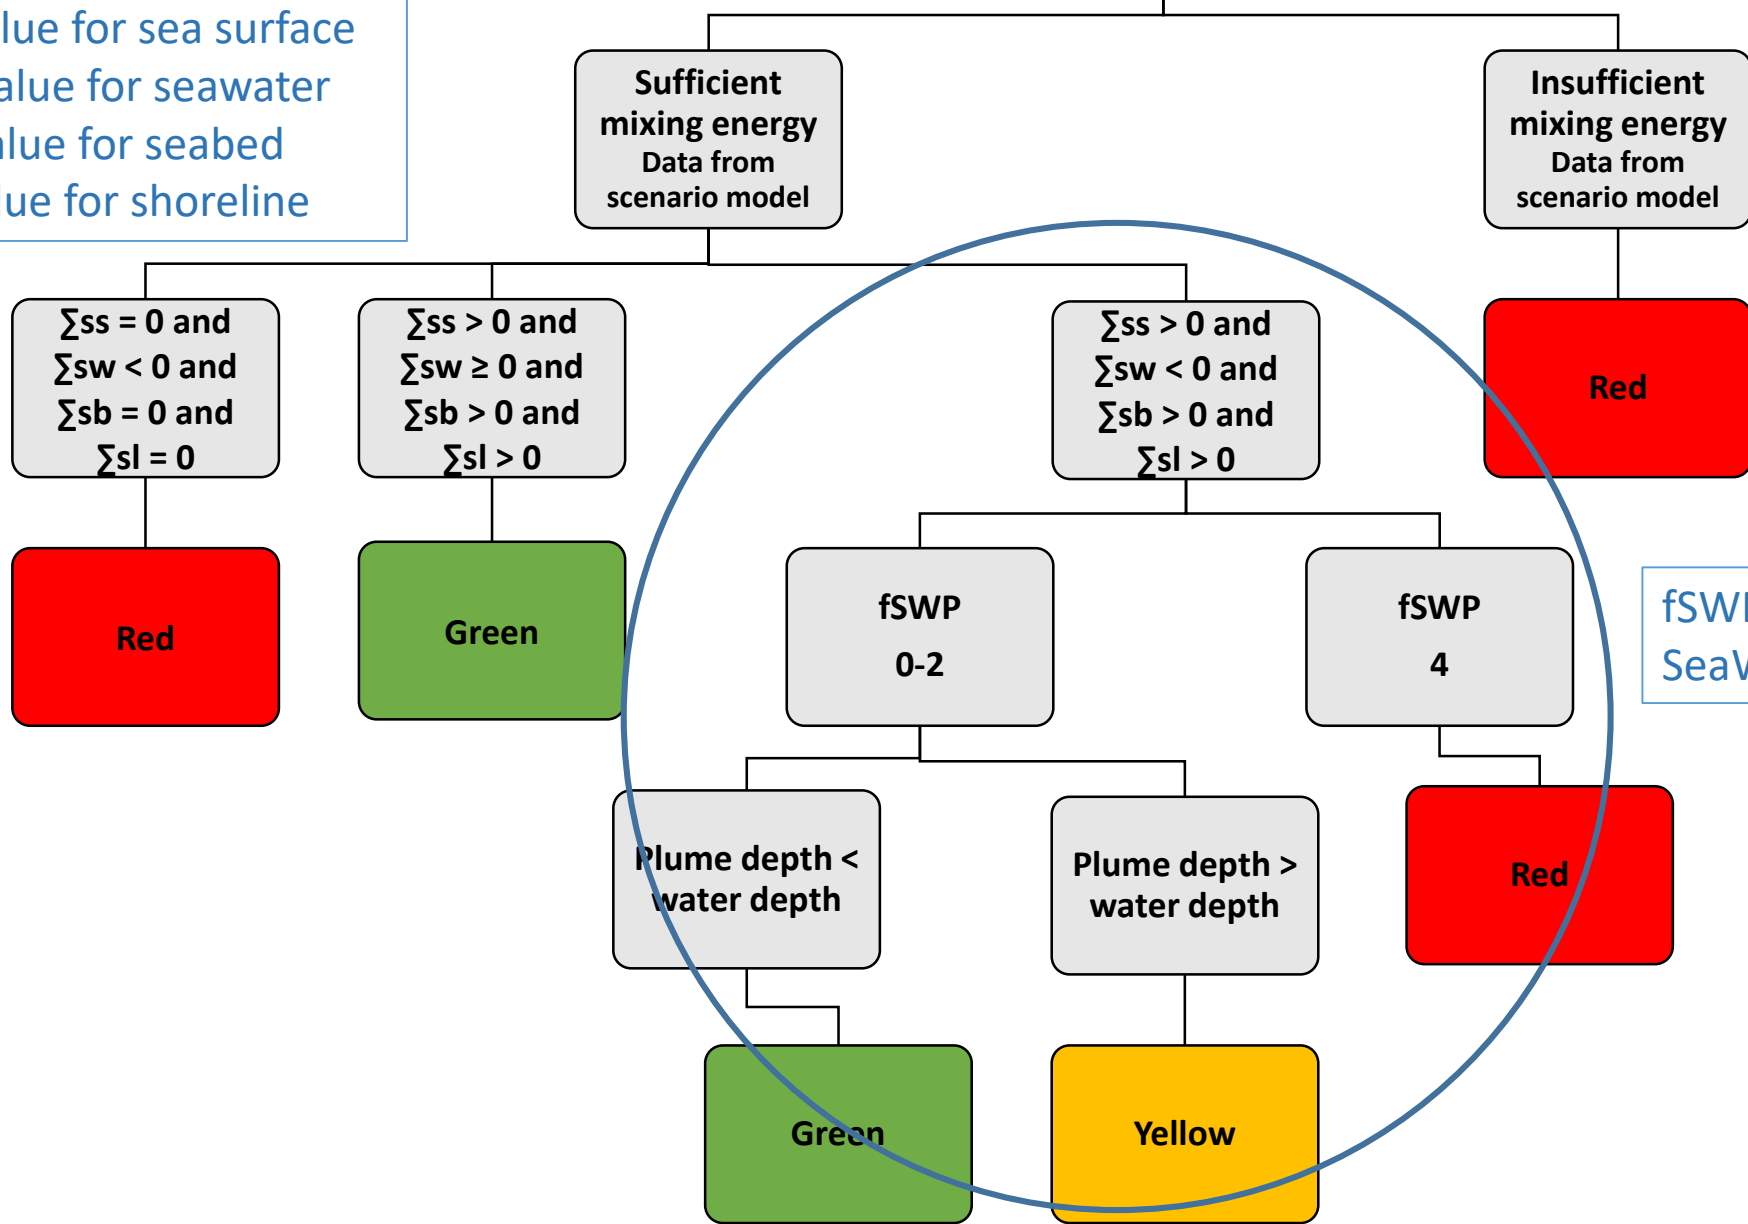 lue for sea surface
alue for seawater
alue for seabed
lue for shoreline
Sufficient
mixing energy
Data from
scenario model
Insufficient
mixing energy
Data from
scenario model
∑ss = 0 and
∑sw < 0 and
∑sb = 0 and
∑sl = 0
∑ss > 0 and
∑sw ≥ 0 and
∑sb > 0 and
∑sl > 0
∑ss > 0 and
∑sw < 0 and
∑sb > 0 and
∑sl > 0
Red
Red
Green
fSWP
0-2
fSWP
4
fSWP
SeaW
Plume depth <
water depth
Plume depth >
water depth
Red
Green
Yellow